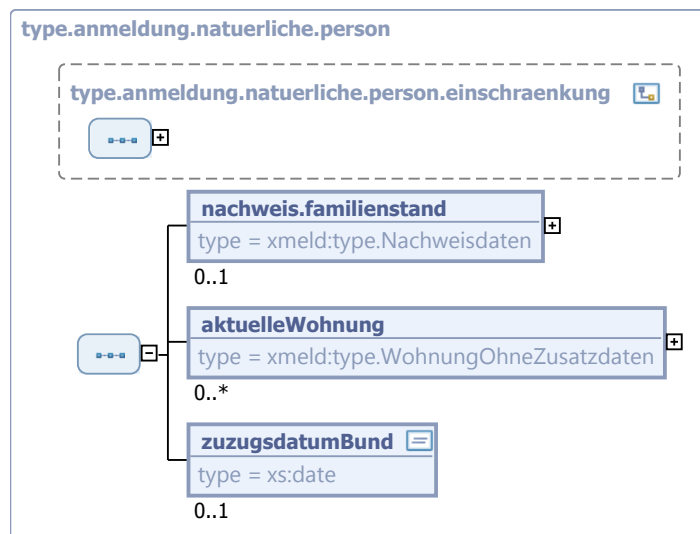 type.anmeldung.natuerliche.person
type.anmeldung.natuerliche.person.einschraenkung
nachweis.familienstand
type = xmeld:type.Nachweisdaten
0..1
aktuelleWohnung
type = xmeld:type.WohnungOhneZusatzdaten
0..*
zuzugsdatumBund
type = xs:date
0..1